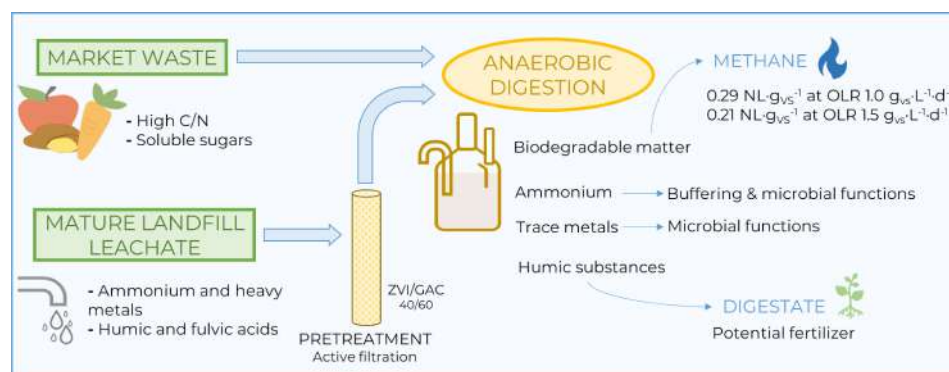 MARKET WASTE
- High C/N
- Soluble sugars
MATURE LANDFILL
LEACHATE
- Ammonium and heavy
metals
- Humic and fulvic acids
ZVI/GAC
40/60
PRETREATMENT
Active filtration
ANAEROBIC
DIGESTION
Biodegradable matter
METHANE
0.29 NL·gVS⁻¹ at OLR 1.0 gvs·L⁻¹·d⁻¹
0.21 NL·gVS⁻¹ at OLR 1.5 gvs·L⁻¹·d⁻¹
Ammonium
Buffering & microbial functions
Trace metals
Microbial functions
Humic substances
DIGESTATE
Potential fertilizer